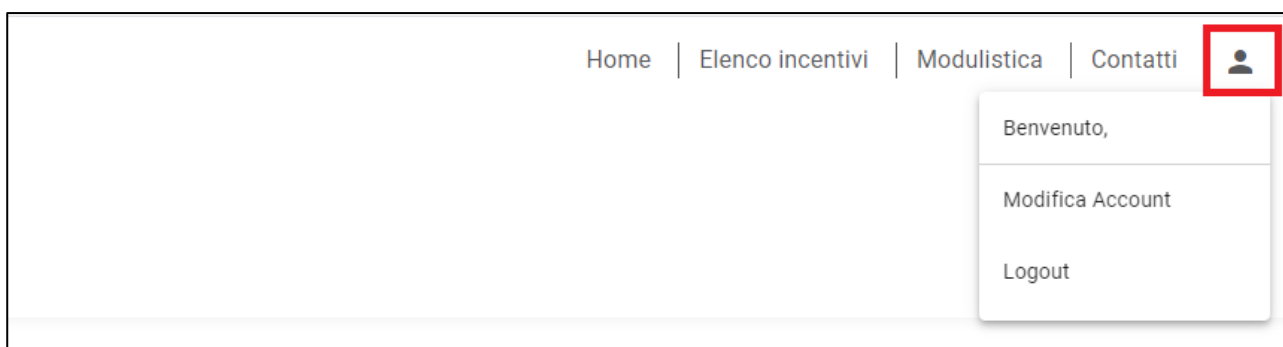 Home Elenco incentivi Modulistica Contatti
Benvenuto,
Modifica Account
Logout